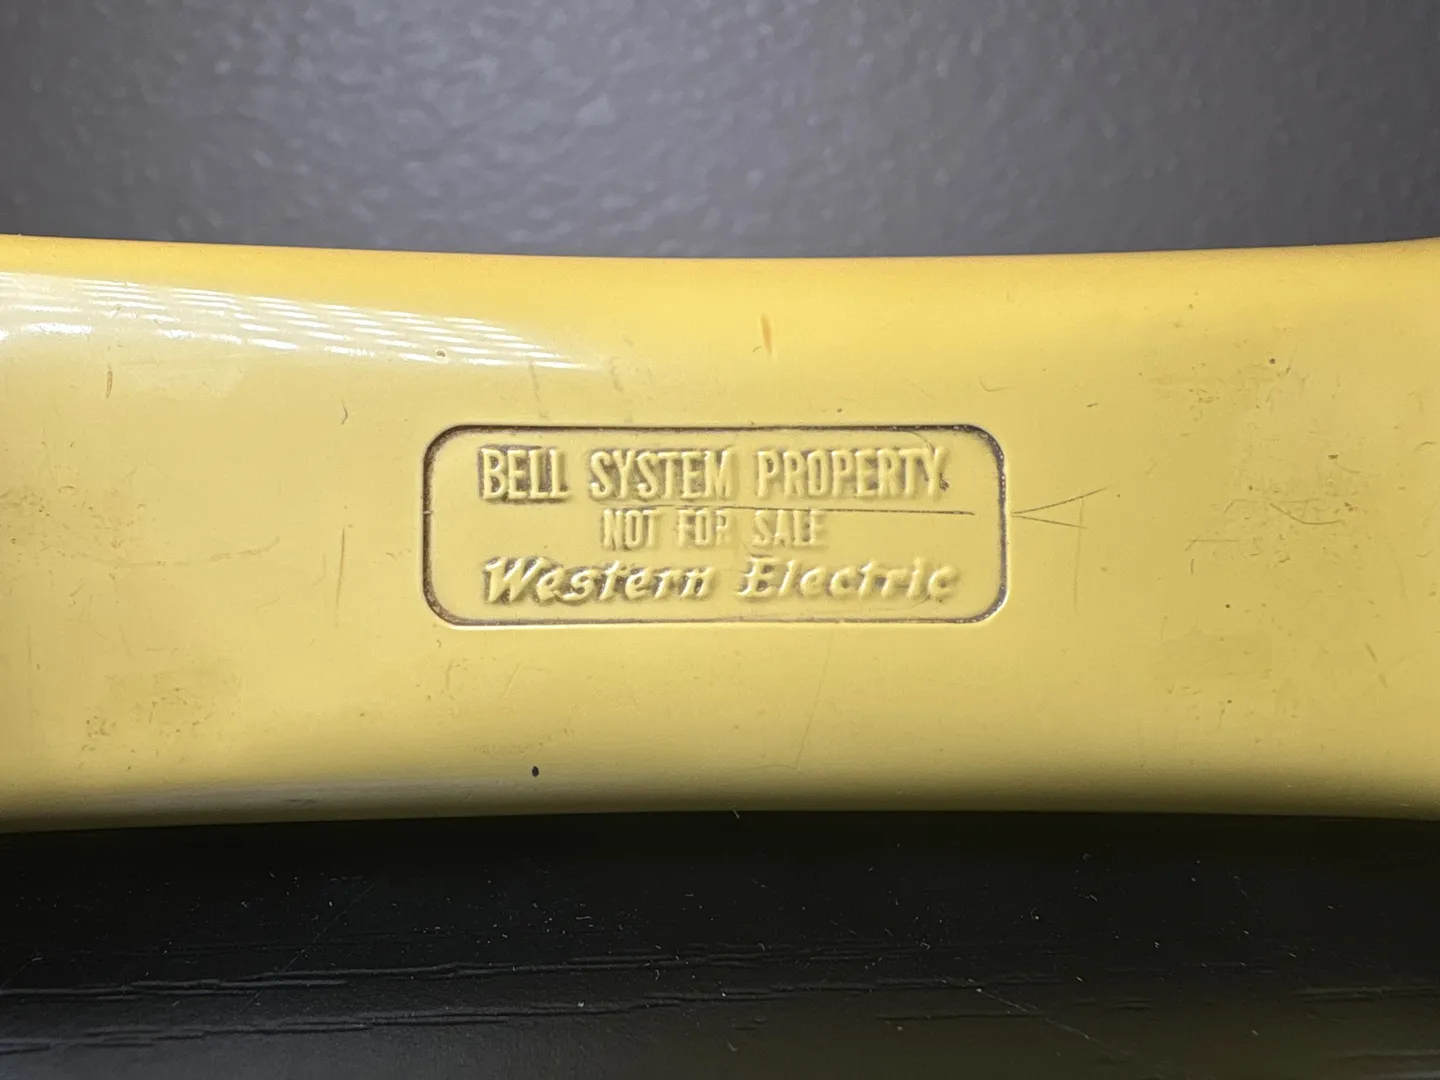 BELL SYSTEM PROPERTY
NOT FOR SALE
Western Electric